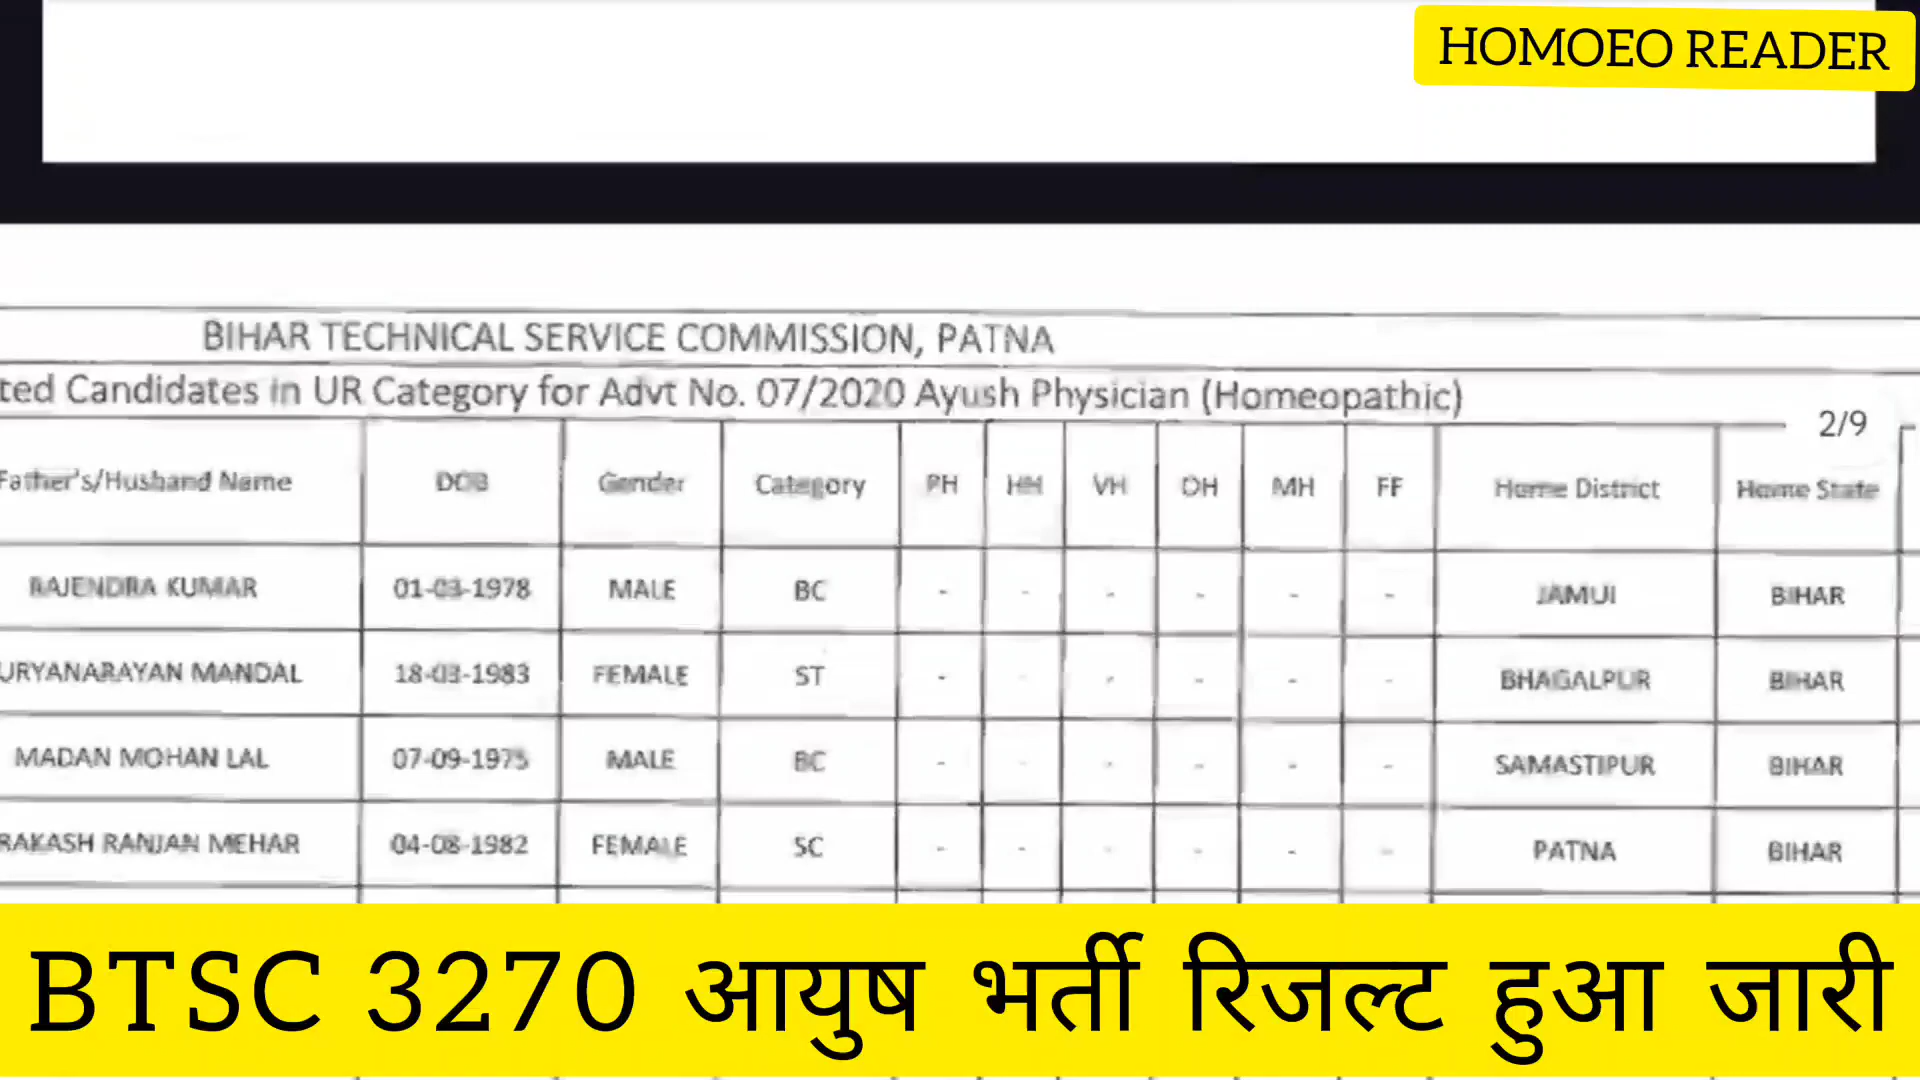 HOMOEO READER
BIHAR TECHNICAL SERVICE COMMISSION, PATNA
ted Candidates in UR Category for Advt No. 07/2020 Ayush Physician (Homeopathic)
2/9
Father's/Husband Name DOB Gender Category PH HH VH OH MH FF Home District Home State
RAJENDRA KUMAR 01-03-1978 MALE BC - - - - - - JAMUI BIHAR
URYANARAYAN MANDAL 18-03-1983 FEMALE ST - - - - - - BHAGALPUR BIHAR
MADAN MOHAN LAL 07-09-1975 MALE BC - - - - - - SAMASTIPUR BIHAR
RAKASH RANJAN MEHAR 04-08-1982 FEMALE SC - - - - - - PATNA BIHAR
BTSC 3270 आयुष भर्ती रिजल्ट हुआ जारी